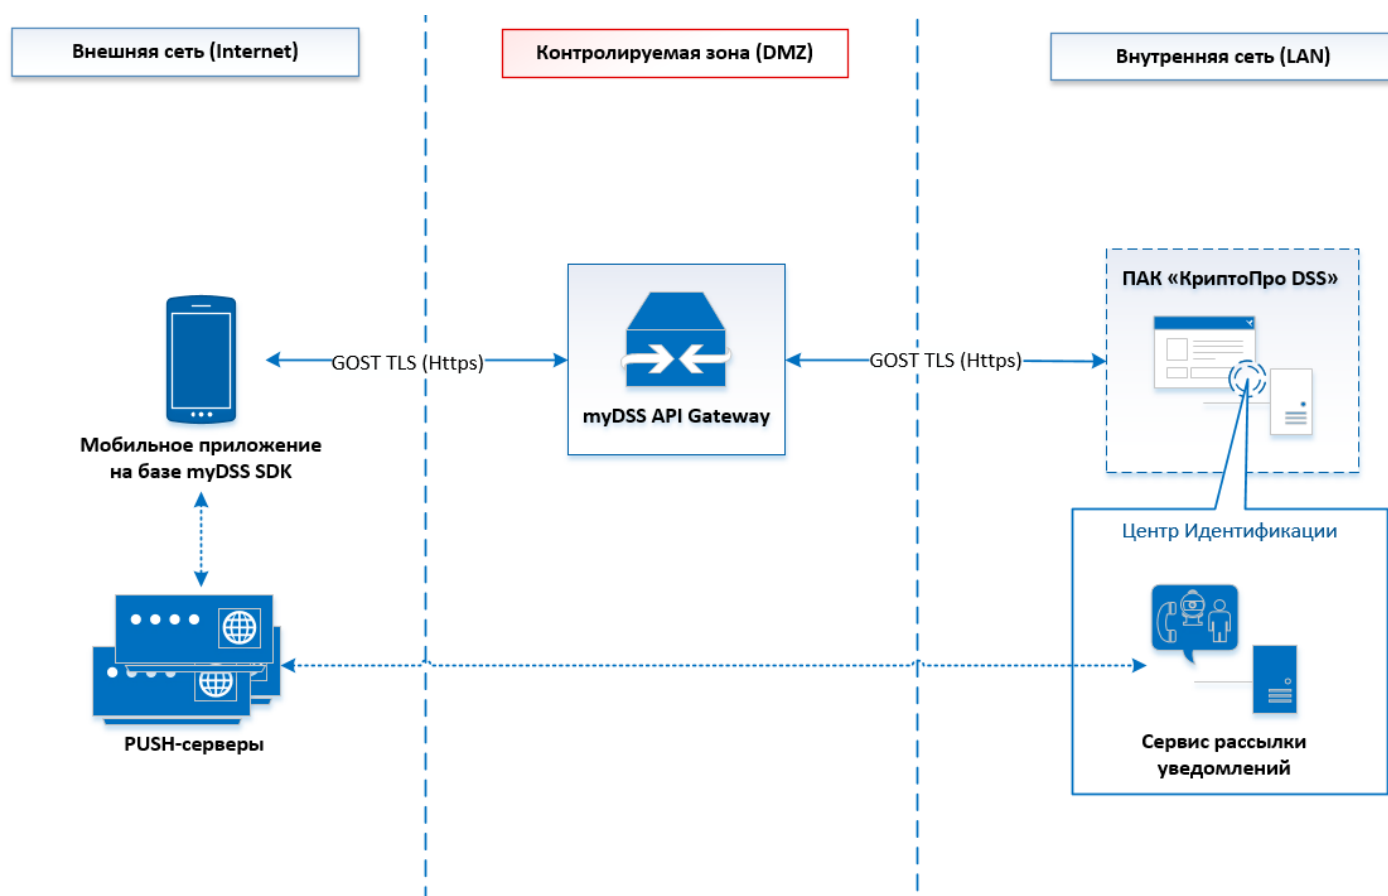 Внешняя сеть (Internet)
Контролируемая зона (DMZ)
Внутренняя сеть (LAN)
ПАК «КриптоПро DSS»
GOST TLS (Https)
GOST TLS (Https)
myDSS API Gateway
Мобильное приложение
на базе myDSS SDK
Центр Идентификации
PUSH-серверы
Сервис рассылки
уведомлений